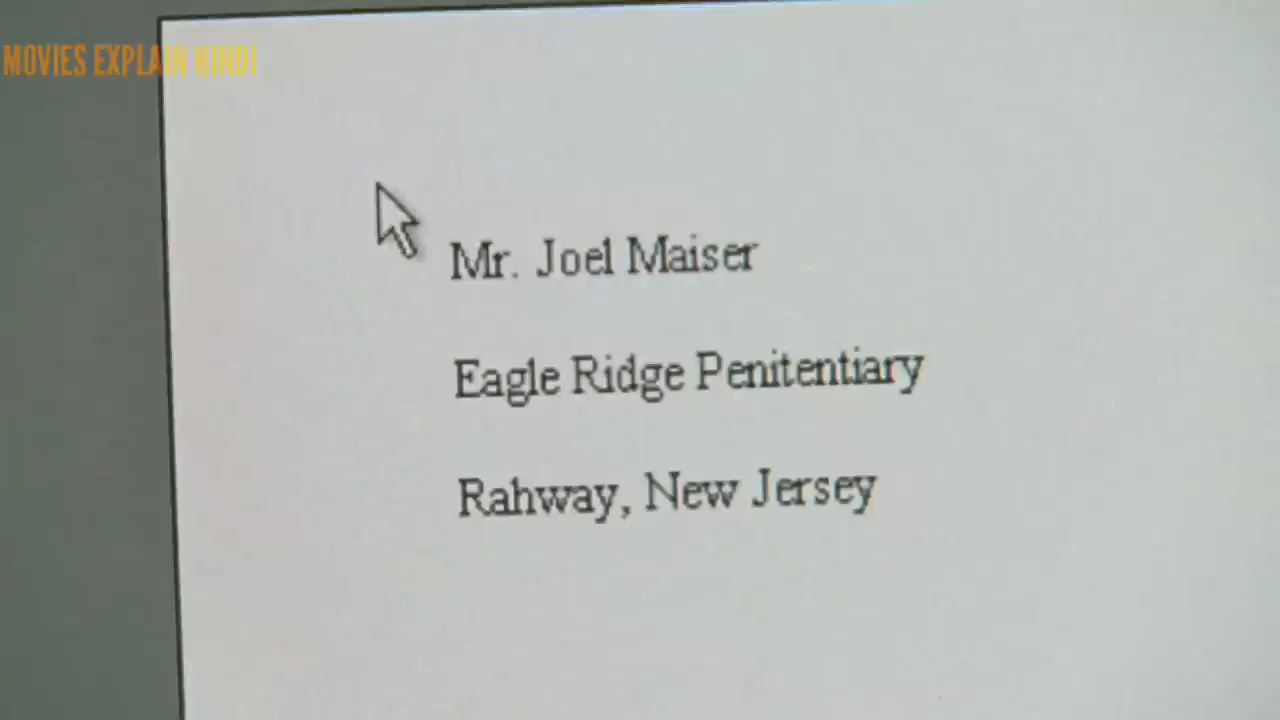 MOVIES EXPLAIN HINDI
Mr. Joel Maiser
Eagle Ridge Penitentiary
Rahway, New Jersey